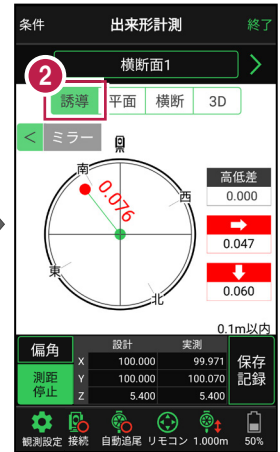 条件 出来形計測 終了
横断面1 >
2
誘導 平面 横断 3D
< ミラー
南
西
東
北
0.076
高低差
0.000
0.047
0.060
0.1m以内
偏角
測距
停止
設計 実測
X 100.000 99.971
Y 100.000 100.070
Z 5.400 5.400
保存
記録
観測設定 接続 自動追尾 リモコン 1.000m 50%